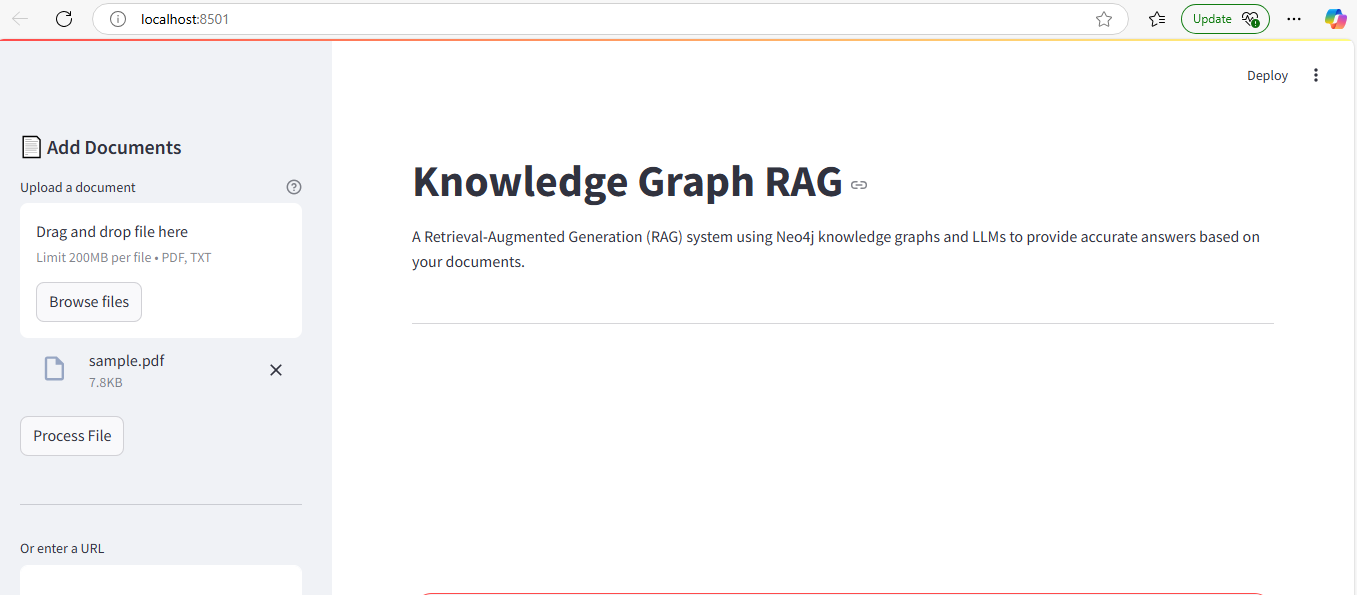 localhost:8501
Update
Deploy
Add Documents
Upload a document
Drag and drop file here
Limit 200MB per file • PDF, TXT
Browse files
sample.pdf
7.8KB
Process File
Or enter a URL
Knowledge Graph RAG
A Retrieval-Augmented Generation (RAG) system using Neo4j knowledge graphs and LLMs to provide accurate answers based on
your documents.